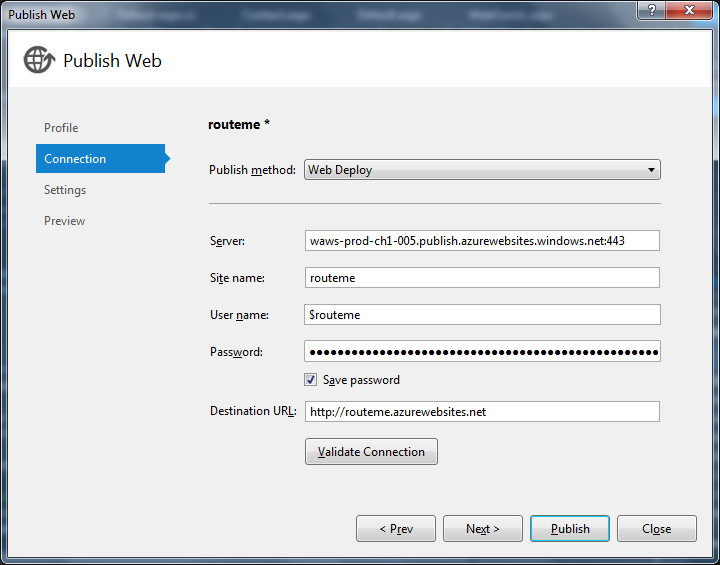 Publish Web
Publish Web
Profile
Connection
Settings
Preview
routeme *
Publish method: Web Deploy
Server: waws-prod-ch1-005.publish.azurewebsites.windows.net:443
Site name: routeme
User name: $routeme
Password: ●●●●●●●●●●●●●●●●●●●●●●●●●●●●●●●●●●●●●●●●●●●●●●●●●●
Save password
Destination URL: http://routeme.azurewebsites.net
Validate Connection
< Prev Next > Publish Close